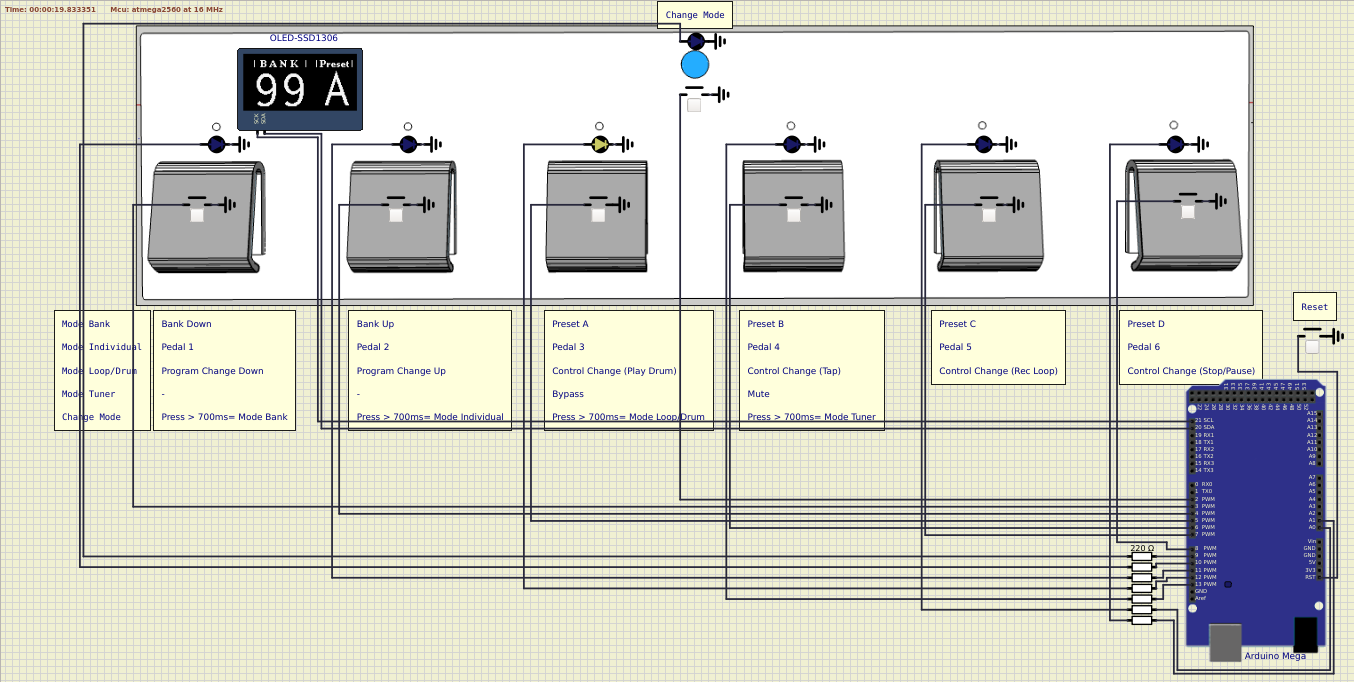 Time: 00:00:19.833351 Mcu: atmega2560 at 16 MHz
Change Mode
OLED-SSD1306
|BANK| |Preset|
99 A
SCK
SDA
Reset
Mode Bank
Mode Individual
Mode Loop/Drum
Mode Tuner
Change Mode
Bank Down
Pedal 1
Program Change Down
-
Press > 700ms= Mode Bank
Bank Up
Pedal 2
Program Change Up
-
Press > 700ms= Mode Individual
Preset A
Pedal 3
Control Change (Play Drum)
Bypass
Press > 700ms= Mode Loop/Drum
Preset B
Pedal 4
Control Change (Tap)
Mute
Press > 700ms= Mode Tuner
Preset C
Pedal 5
Control Change (Rec Loop)
Preset D
Pedal 6
Control Change (Stop/Pause)
21 SCL
20 SDA
19 RX1
18 TX1
17 RX2
16 TX2
15 RX3
14 TX3
0 RX0
1 TX0
2 PWM
3 PWM
4 PWM
5 PWM
6 PWM
7 PWM
8 PWM
9 PWM
10 PWM
11 PWM
12 PWM
13 PWM
GND
Aref
A15
A14
A13
A12
A11
A10
A9
A8
A7
A6
A5
A4
A3
A2
A1
A0
Vin
GND
GND
5V
3V3
RST
220 Ω
Arduino Mega